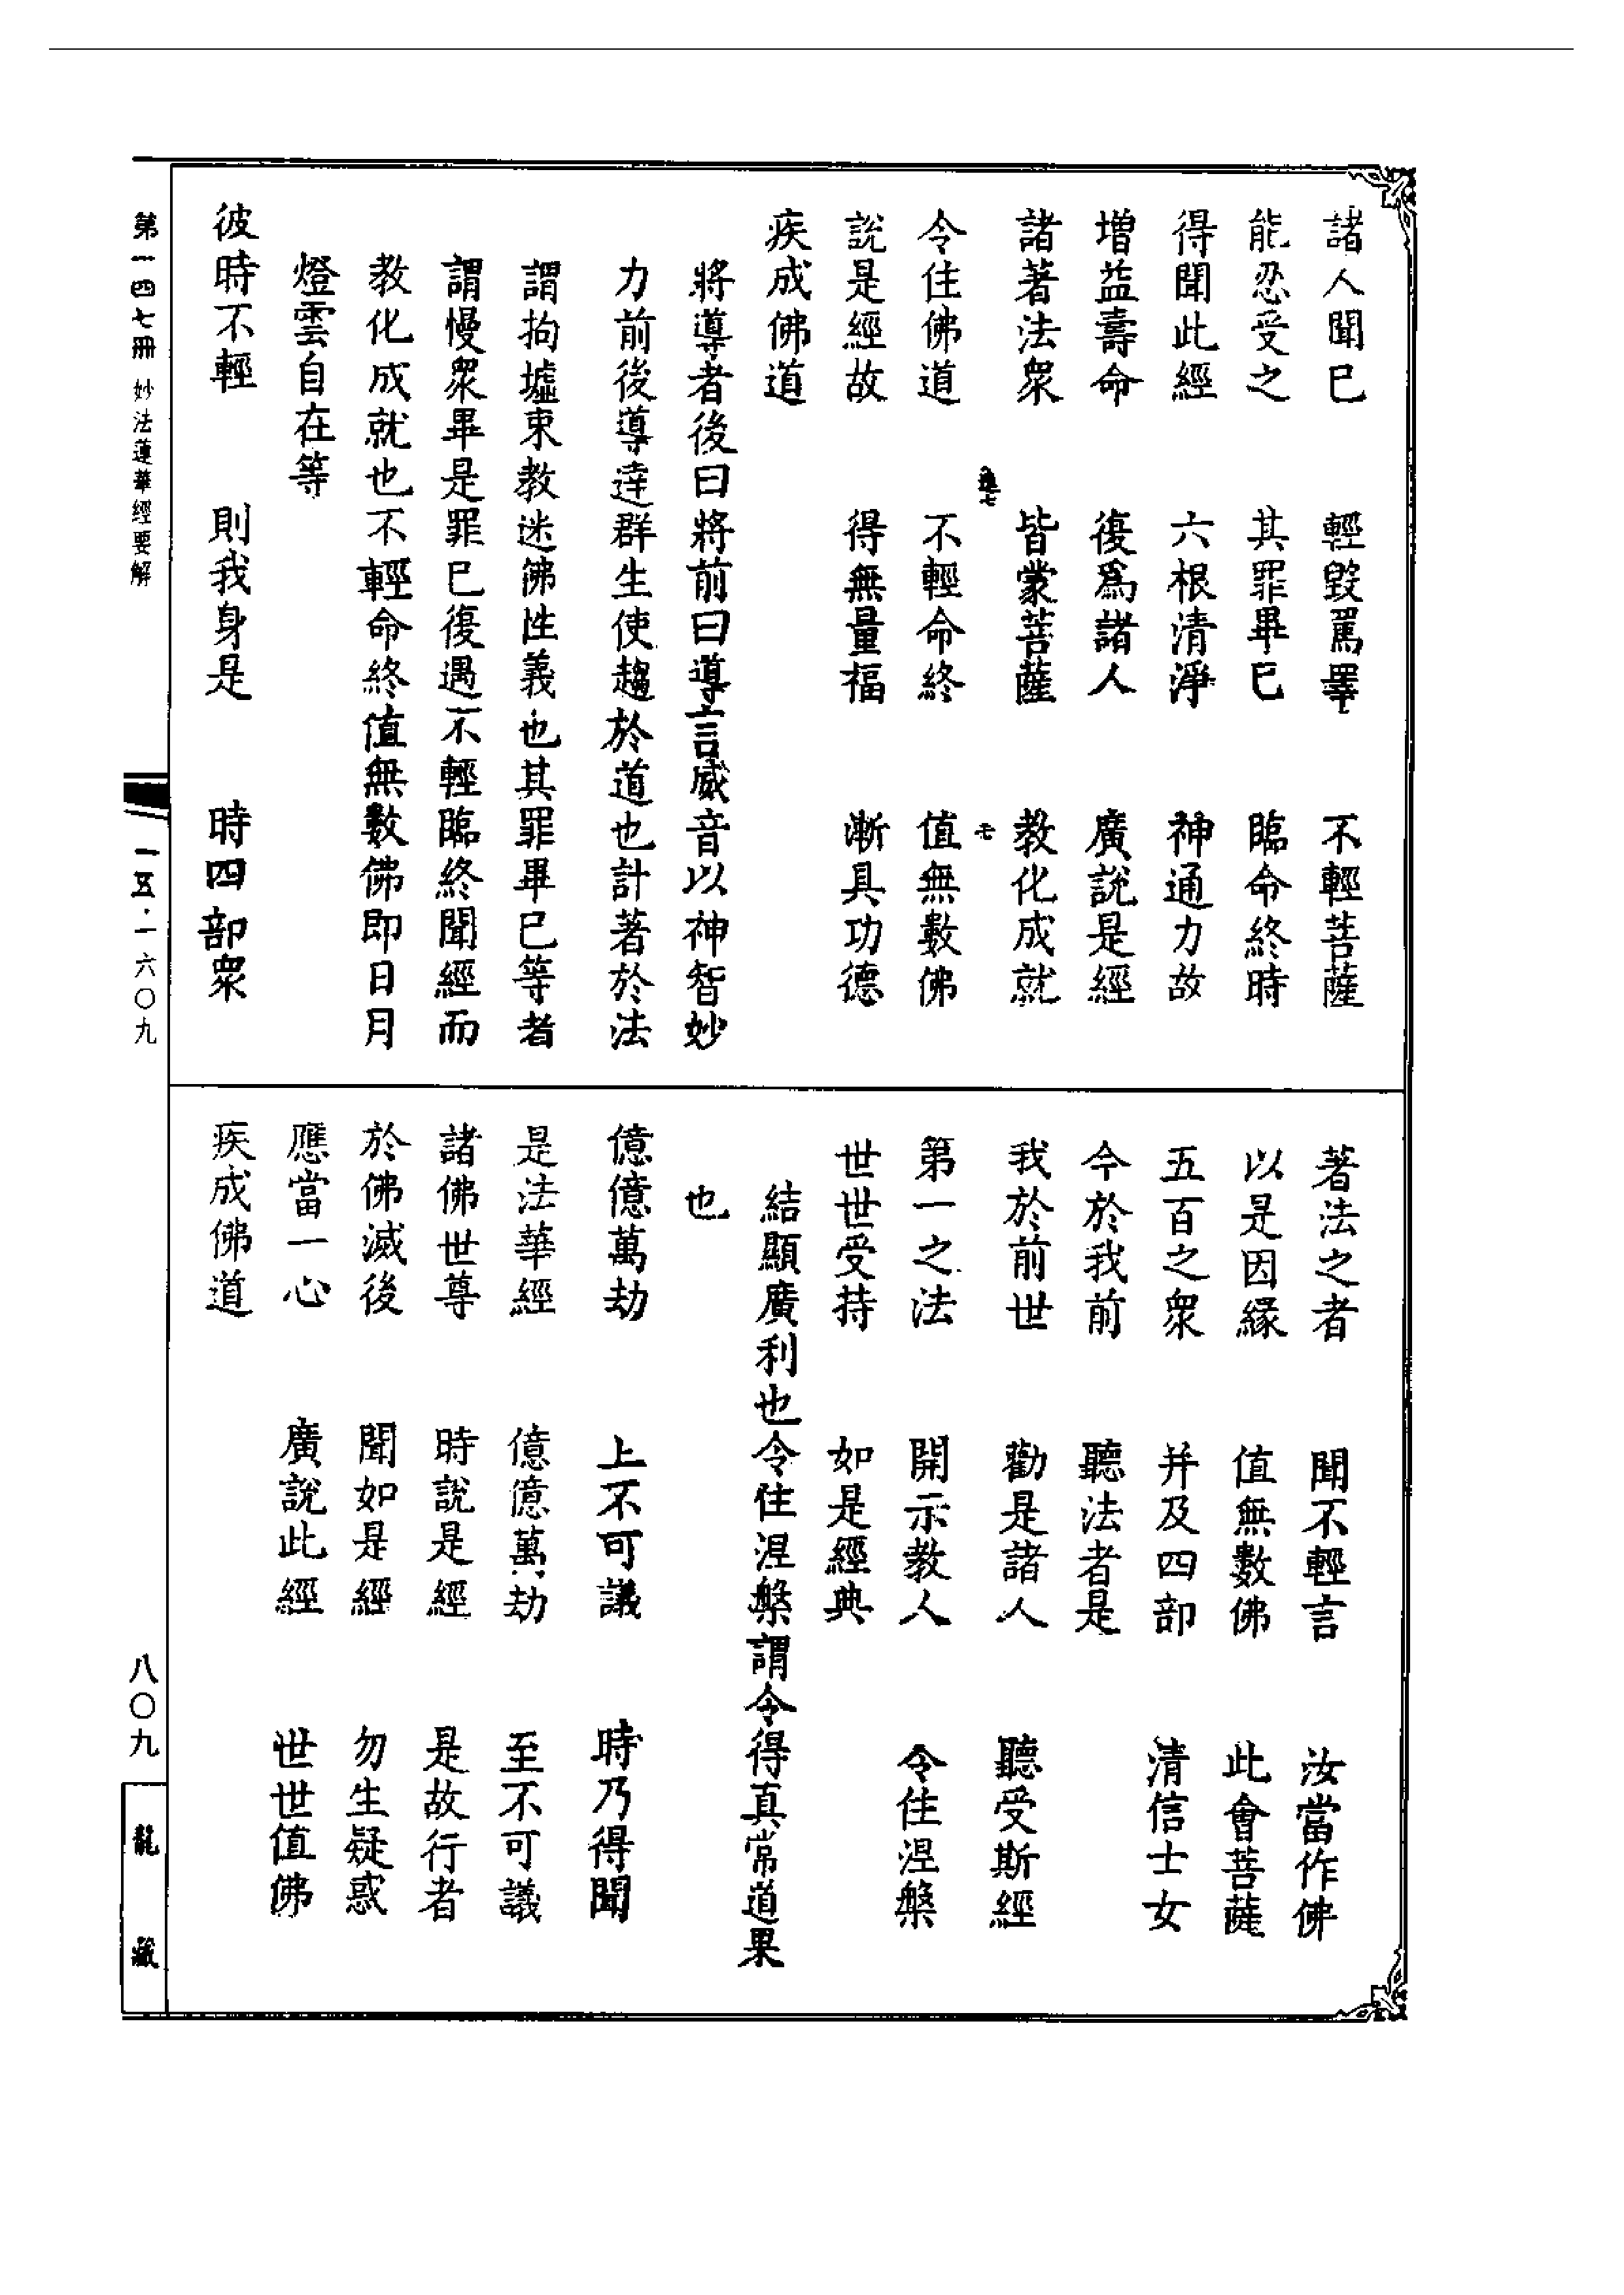 諸人聞已　輕毀罵詈　不輕菩薩
能忍受之　其罪畢已　臨命終時
得聞此經　六根清淨　神通力故
增益壽命　復爲諸人　廣說是經
諸著法眾　皆蒙菩薩　教化成就
七
令住佛道　不輕命終　值無數佛
說是經故　得無量福　漸具功德
疾成佛道
將導者後曰將前曰導言威音以神智妙
力前後導達群生使趨於道也計著於法
謂拘墟束教迷佛性義也其罪畢已等者
謂慢眾畢是罪已復遇不輕臨終聞經而
教化成就也不輕命終值無數佛即日月
燈雲自在等
彼時不輕　則我身是　時四部眾
著法之者　聞不輕言　汝當作佛
以是因緣　值無數佛　此會菩薩
五百之眾　并及四部　清信士女
今於我前　聽法者是
我於前世　勸是諸人　聽受斯經
第一之法　開示教人　令住涅槃
世世受持　如是經典
結顯廣利也令住涅槃謂令得真常道果
也
億億萬劫　上不可議　時乃得聞
是法華經　億億萬劫　至不可議
諸佛世尊　時說是經　是故行者
於佛滅後　聞如是經　勿生疑惑
應當一心　廣說此經　世世值佛
疾成佛道
第一四七冊　妙法蓮華經要解
一五·一六〇九
八〇九
龍藏